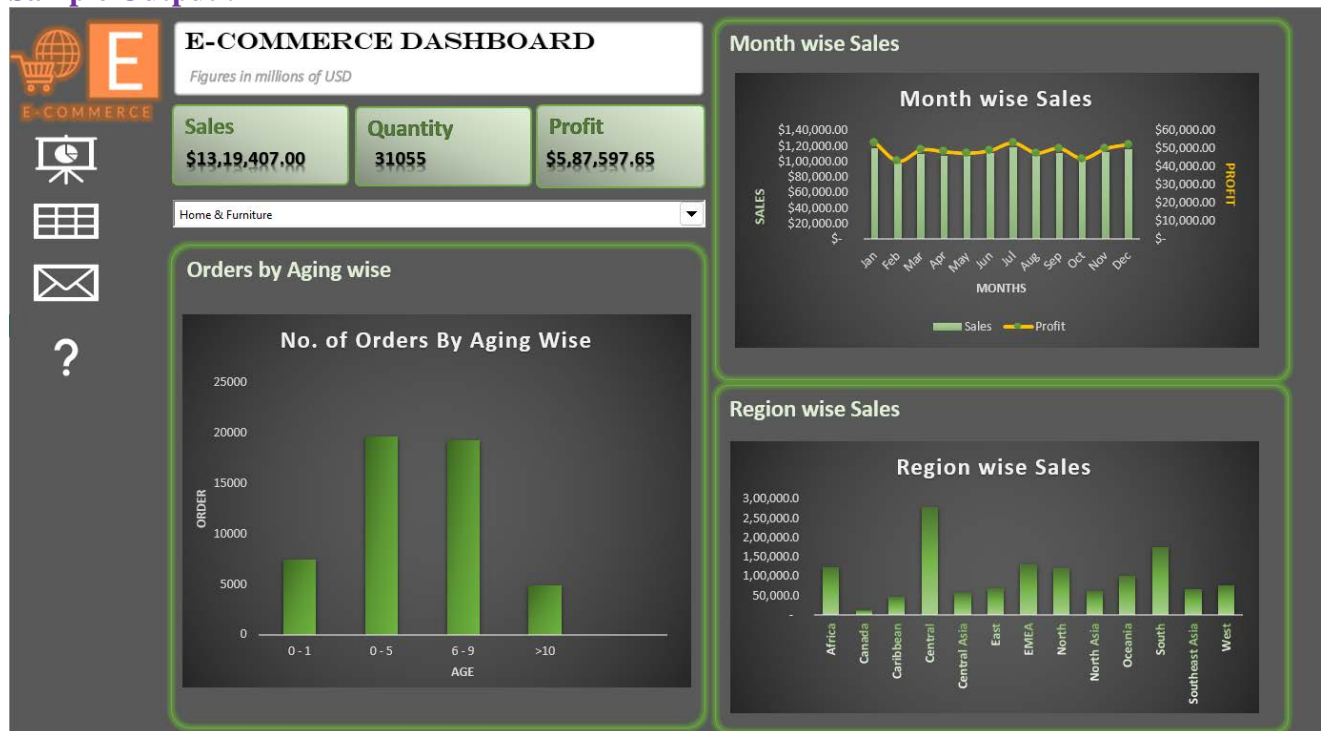 E
E-COMMERCE
?
E-COMMERCE DASHBOARD
Figures in millions of USD
Sales
$13,19,407.00
Quantity
31055
Profit
$5,87,597.65
Home & Furniture
Orders by Aging wise
No. of Orders By Aging Wise
25000
20000
15000
10000
5000
0
ORDER
0 - 1
0 - 5
6 - 9
>10
AGE
Month wise Sales
Month wise Sales
$1,40,000.00
$1,20,000.00
$1,00,000.00
$80,000.00
$60,000.00
$40,000.00
$20,000.00
$-
SALES
$60,000.00
$50,000.00
$40,000.00
$30,000.00
$20,000.00
$10,000.00
$-
PROFIT
Jan Feb Mar Apr May Jun Jul Aug Sep Oct Nov Dec
MONTHS
Sales Profit
Region wise Sales
Region wise Sales
3,00,000.0
2,50,000.0
2,00,000.0
1,50,000.0
1,00,000.0
50,000.0
-
Africa
Canada
Caribbean
Central
Central Asia
East
EMEA
North
North Asia
Oceania
South
Southeast Asia
West